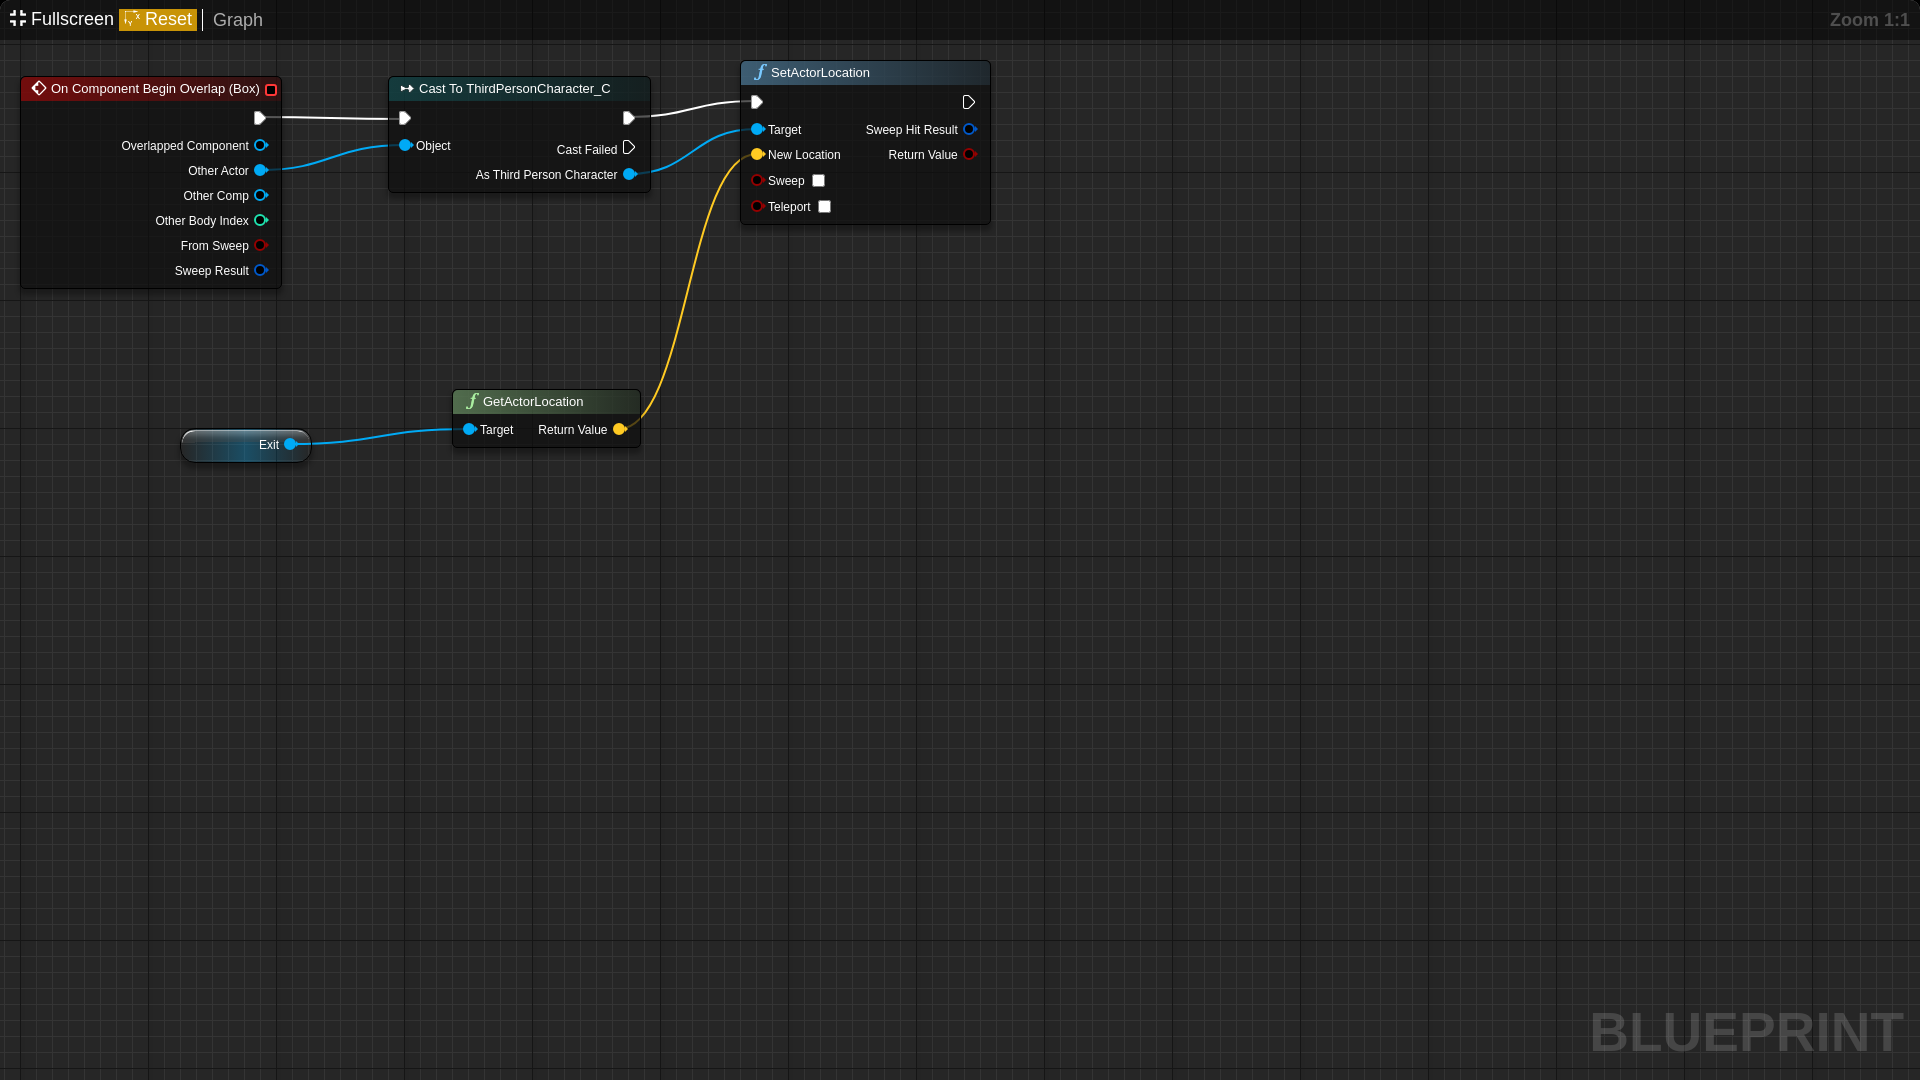 Fullscreen Reset Graph Zoom 1:1
On Component Begin Overlap (Box)
Overlapped Component
Other Actor
Other Comp
Other Body Index
From Sweep
Sweep Result
Cast To ThirdPersonCharacter_C
Object
Cast Failed
As Third Person Character
SetActorLocation
Target Sweep Hit Result
New Location Return Value
Sweep
Teleport
GetActorLocation
Target Return Value
Exit
BLUEPRINT